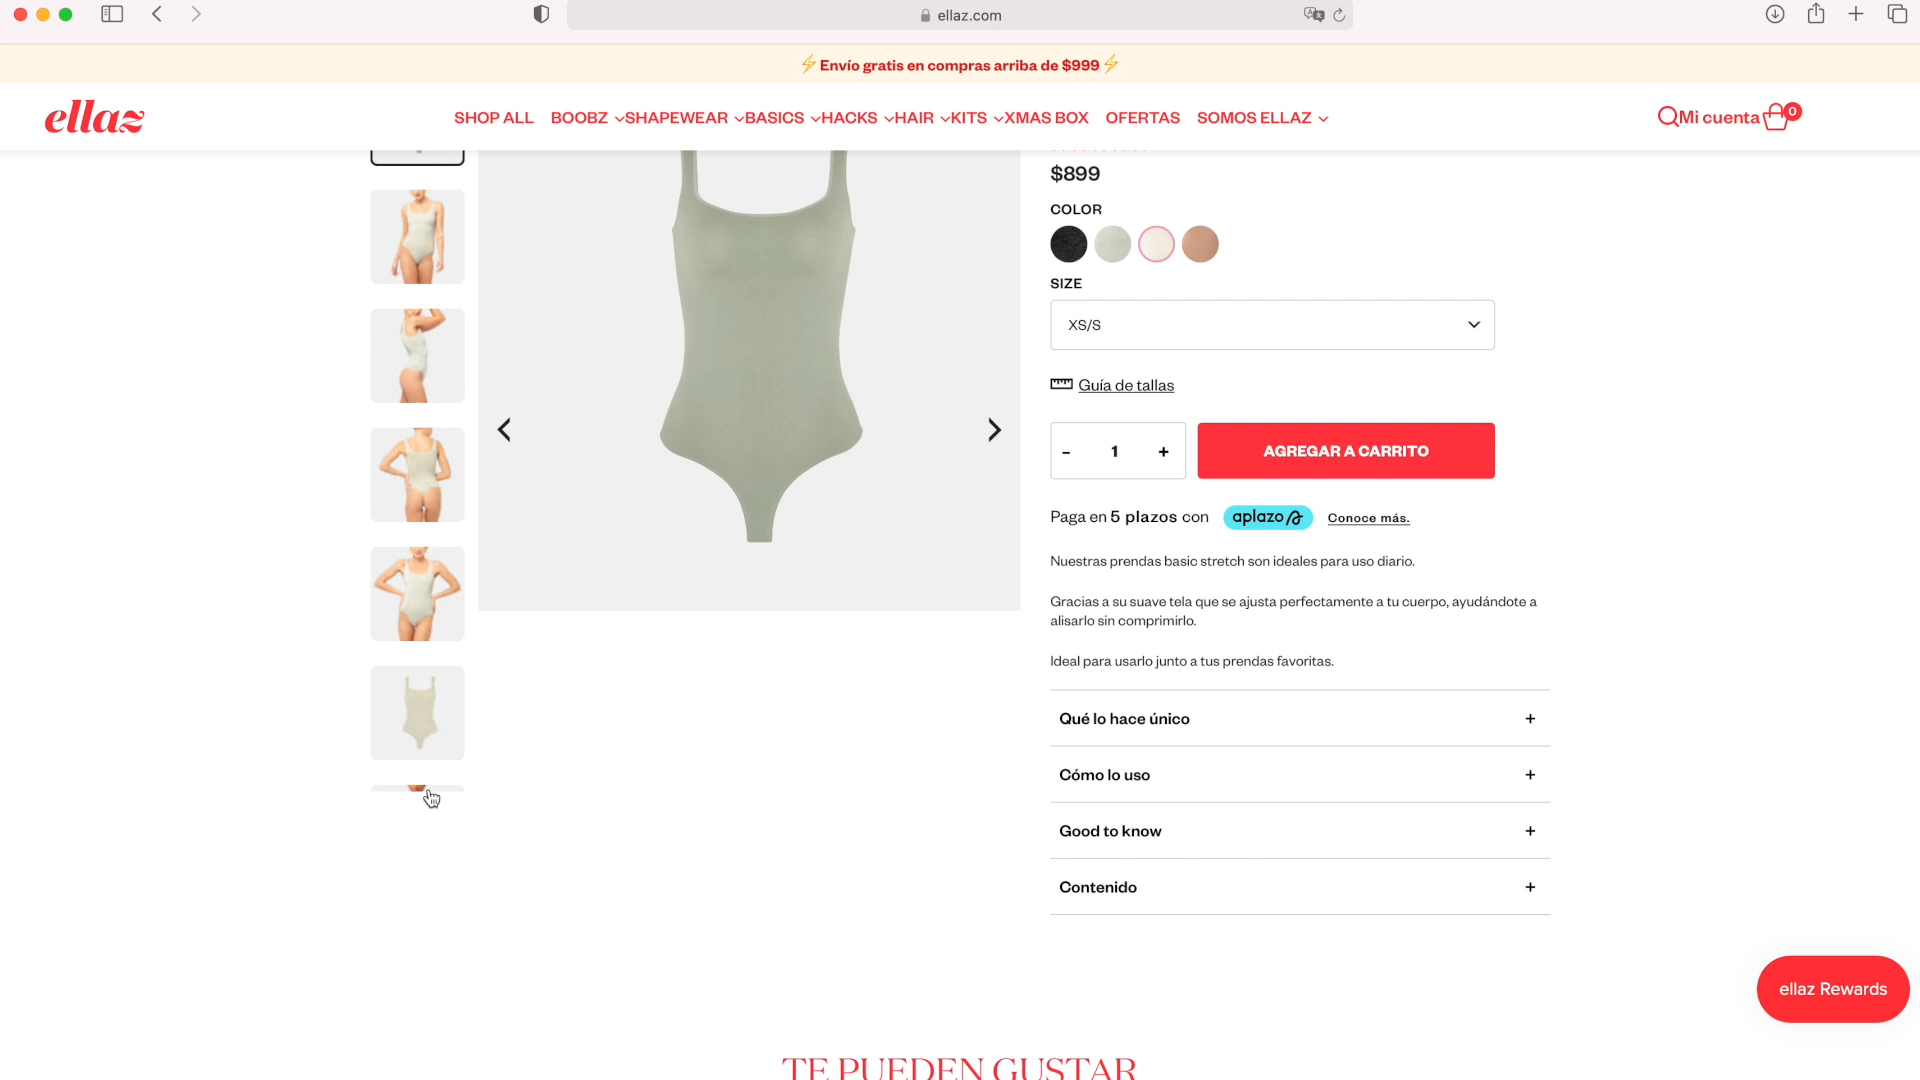 ellaz.com
⚡Envío gratis en compras arriba de $999⚡
ellaz
SHOP ALL BOOBZ SHAPEWEAR BASICS HACKS HAIR KITS XMAS BOX OFERTAS SOMOS ELLAZ
Mi cuenta 0
$899
COLOR
SIZE
XS/S
Guía de tallas
- 1 +
AGREGAR A CARRITO
Paga en 5 plazos con aplazo Conoce más.
Nuestras prendas basic stretch son ideales para uso diario.
Gracias a su suave tela que se ajusta perfectamente a tu cuerpo, ayudándote a
alisarlo sin comprimirlo.
Ideal para usarlo junto a tus prendas favoritas.
Qué lo hace único +
Cómo lo uso +
Good to know +
Contenido +
ellaz Rewards
TE PUEDEN GUSTAR